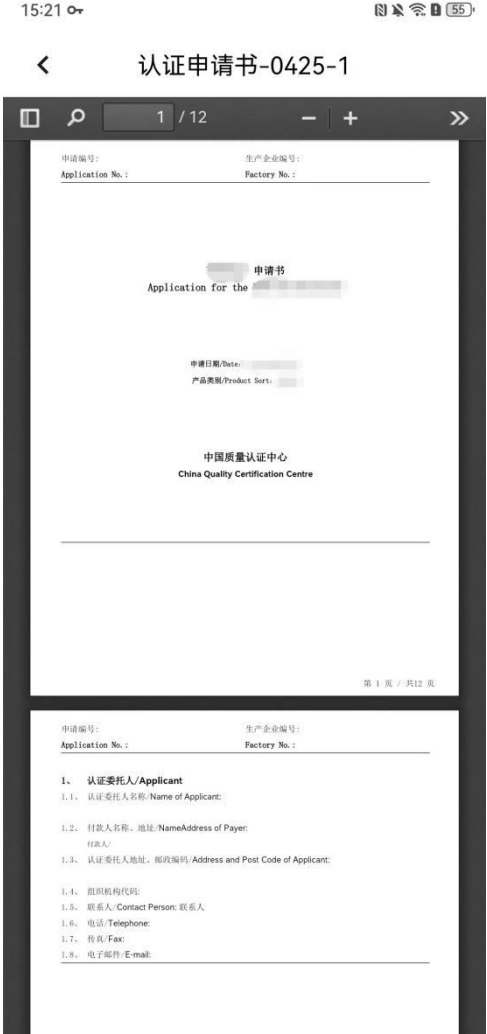 15:21
55
认证申请书-0425-1
1 / 12
申请编号: 生产企业编号:
Application No.: Factory No.:
申请书
Application for the
申请日期/Date:
产品类别/Product Sort:
中国质量认证中心
China Quality Certification Centre
第 1 页 / 共12 页
申请编号: 生产企业编号:
Application No.: Factory No.:
1、 认证委托人/Applicant
1.1、 认证委托人名称/Name of Applicant:
1.2、 付款人名称、地址/NameAddress of Payer:
付款人/
1.3、 认证委托人地址、邮政编码/Address and Post Code of Applicant:
1.4、 组织机构代码:
1.5、 联系人/Contact Person: 联系人
1.6、 电话/Telephone:
1.7、 传真/Fax:
1.8、 电子邮件/E-mail: